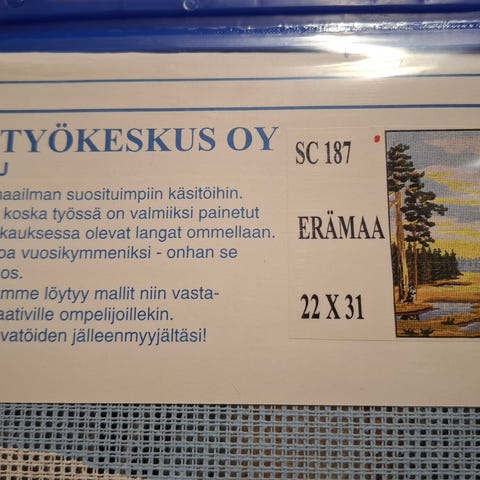 TYÖKESKUS OY
U
maailman suosituimpiin käsitöihin.
koska työssä on valmiiksi painetut
kauksessa olevat langat ommellaan.
oa vuosikymmeniksi - onhan se
os.
mme löytyy mallit niin vasta-
aativille ompelijoillekin.
vatöiden jälleenmyyjältäsi!
SC 187
ERÄMAA
22 X 31